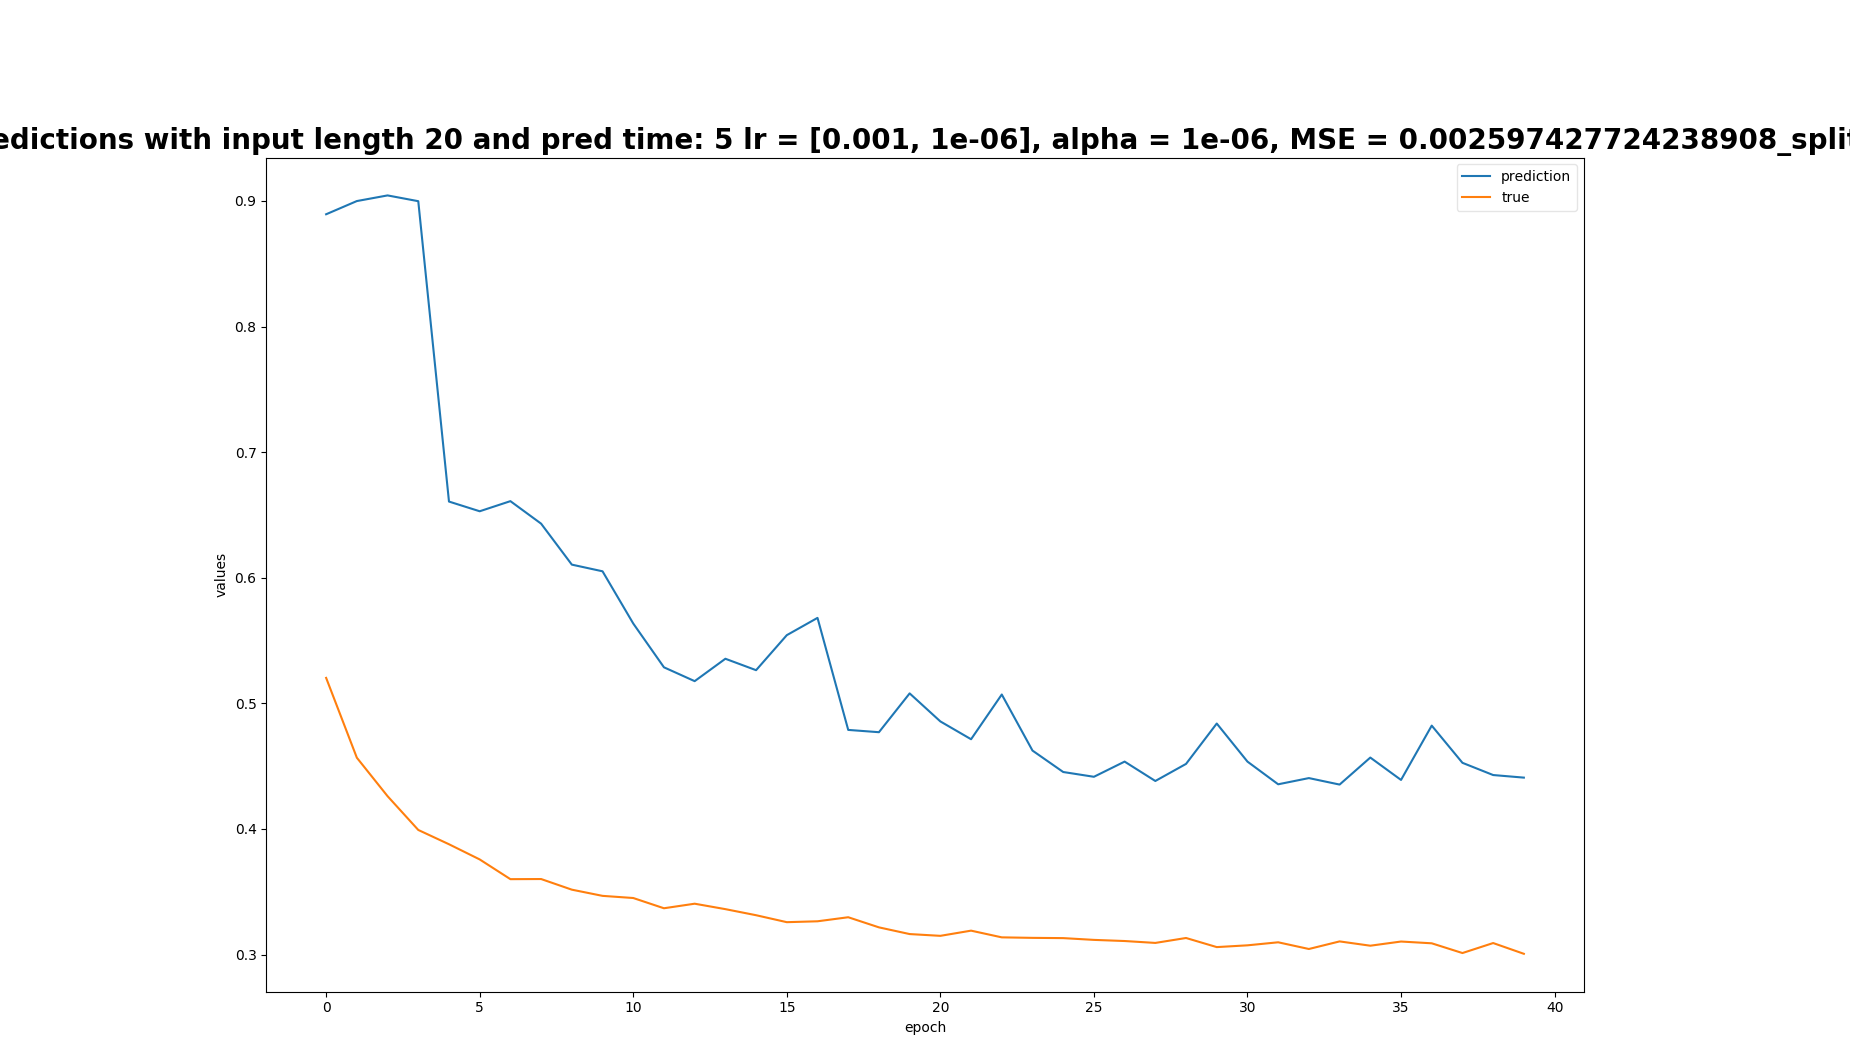 edictions with input length 20 and pred time: 5 lr = [0.001, 1e-06], alpha = 1e-06, MSE = 0.002597427724238908_split
prediction
true
0.9
0.8
0.7
0.6
0.5
0.4
0.3
values
0 5 10 15 20 25 30 35 40
epoch